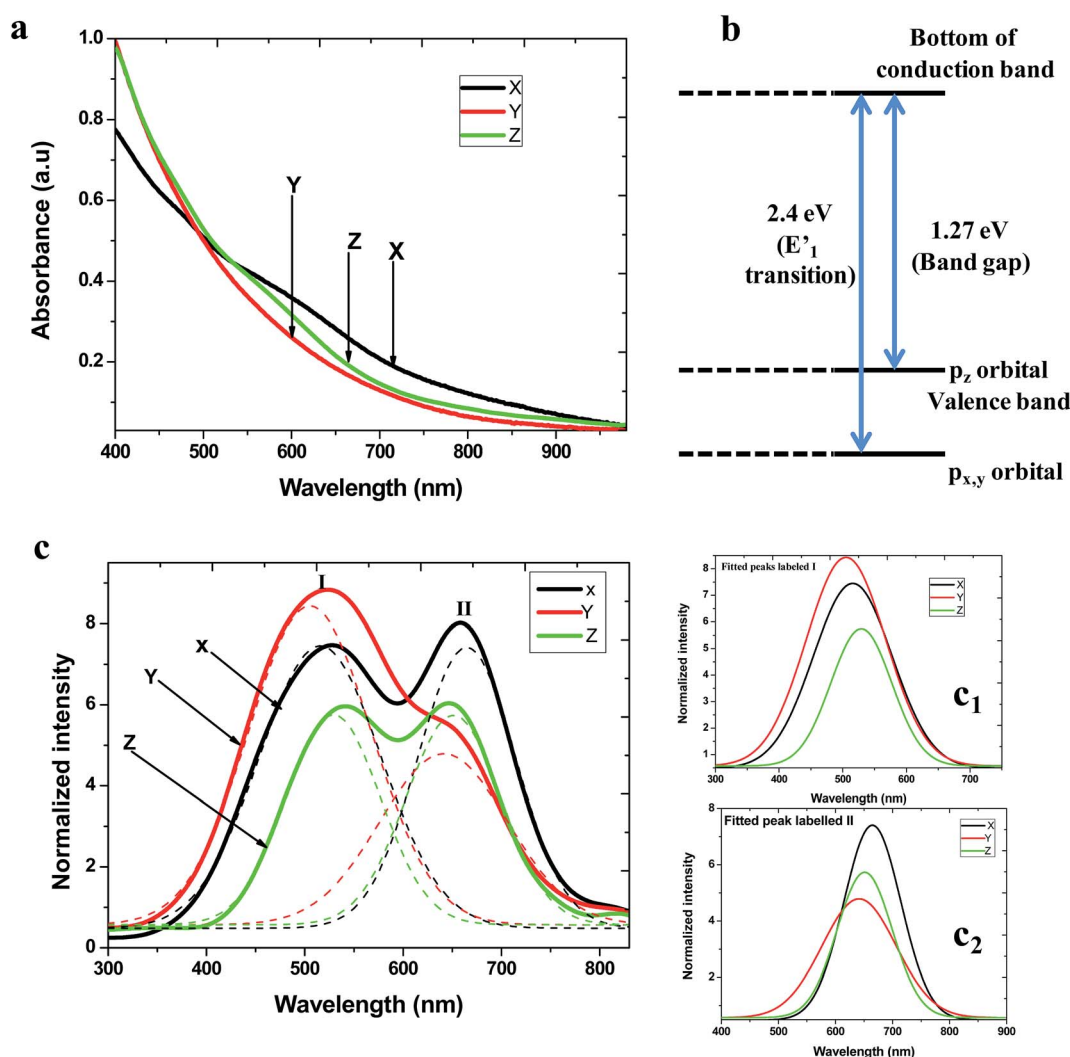 a
Absorbance (a.u)
1.0
0.8
0.6
0.4
0.2
X
Y
Z
Y
Z
X
400 500 600 700 800 900
Wavelength (nm)
b
Bottom of
conduction band
2.4 eV
(E'1
transition)
1.27 eV
(Band gap)
pz orbital
Valence band
px,y orbital
c
Normalized intensity
8
6
4
2
0
I
II
x
Y
Z
X
Y
Z
300 400 500 600 700 800
Wavelength (nm)
Fitted peaks labeled I
Normalized intensity
8
7
6
5
4
3
2
1
X
Y
Z
c1
300 400 500 600 700
Wavelength (nm)
Fitted peak labelled II
Normalized intensity
8
6
4
2
X
Y
Z
c2
400 500 600 700 800 900
Wavelength (nm)